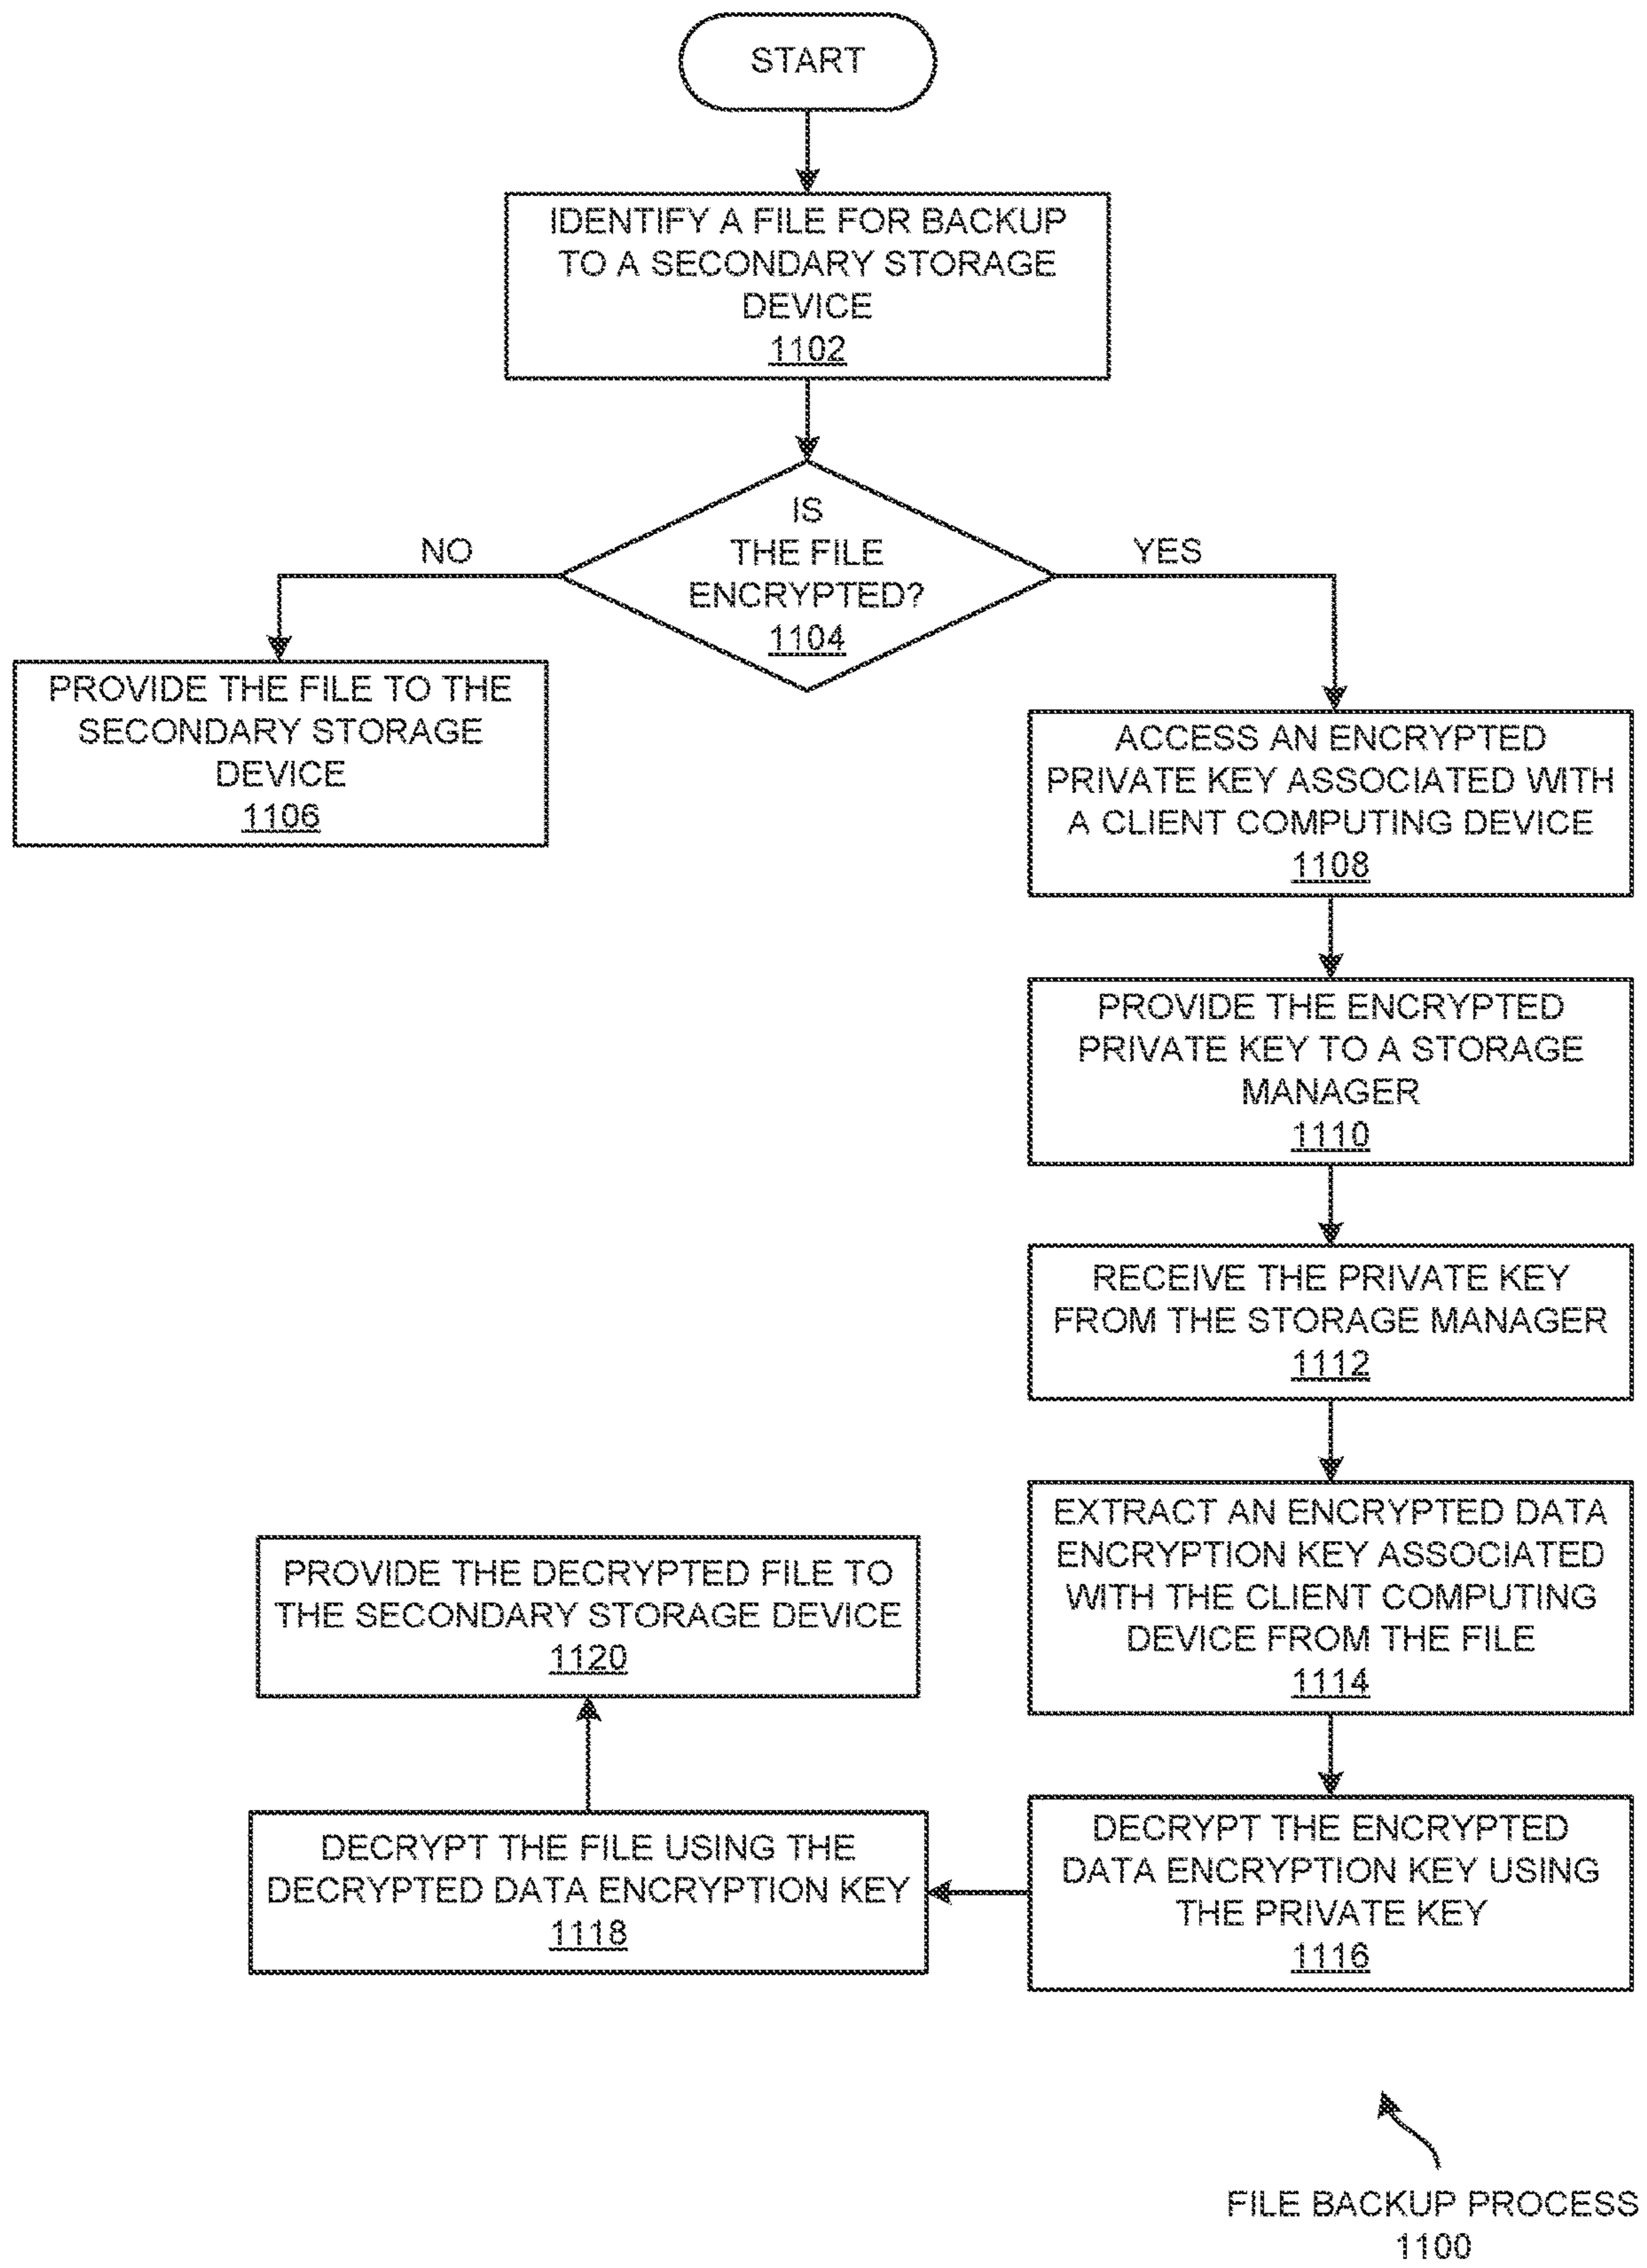 START
IDENTIFY A FILE FOR BACKUP
TO A SECONDARY STORAGE
DEVICE
1102
IS
THE FILE
ENCRYPTED?
1104
NO
YES
PROVIDE THE FILE TO THE
SECONDARY STORAGE
DEVICE
1106
ACCESS AN ENCRYPTED
PRIVATE KEY ASSOCIATED WITH
A CLIENT COMPUTING DEVICE
1108
PROVIDE THE ENCRYPTED
PRIVATE KEY TO A STORAGE
MANAGER
1110
RECEIVE THE PRIVATE KEY
FROM THE STORAGE MANAGER
1112
EXTRACT AN ENCRYPTED DATA
ENCRYPTION KEY ASSOCIATED
WITH THE CLIENT COMPUTING
DEVICE FROM THE FILE
1114
DECRYPT THE ENCRYPTED
DATA ENCRYPTION KEY USING
THE PRIVATE KEY
1116
DECRYPT THE FILE USING THE
DECRYPTED DATA ENCRYPTION KEY
1118
PROVIDE THE DECRYPTED FILE TO
THE SECONDARY STORAGE DEVICE
1120
FILE BACKUP PROCESS
1100